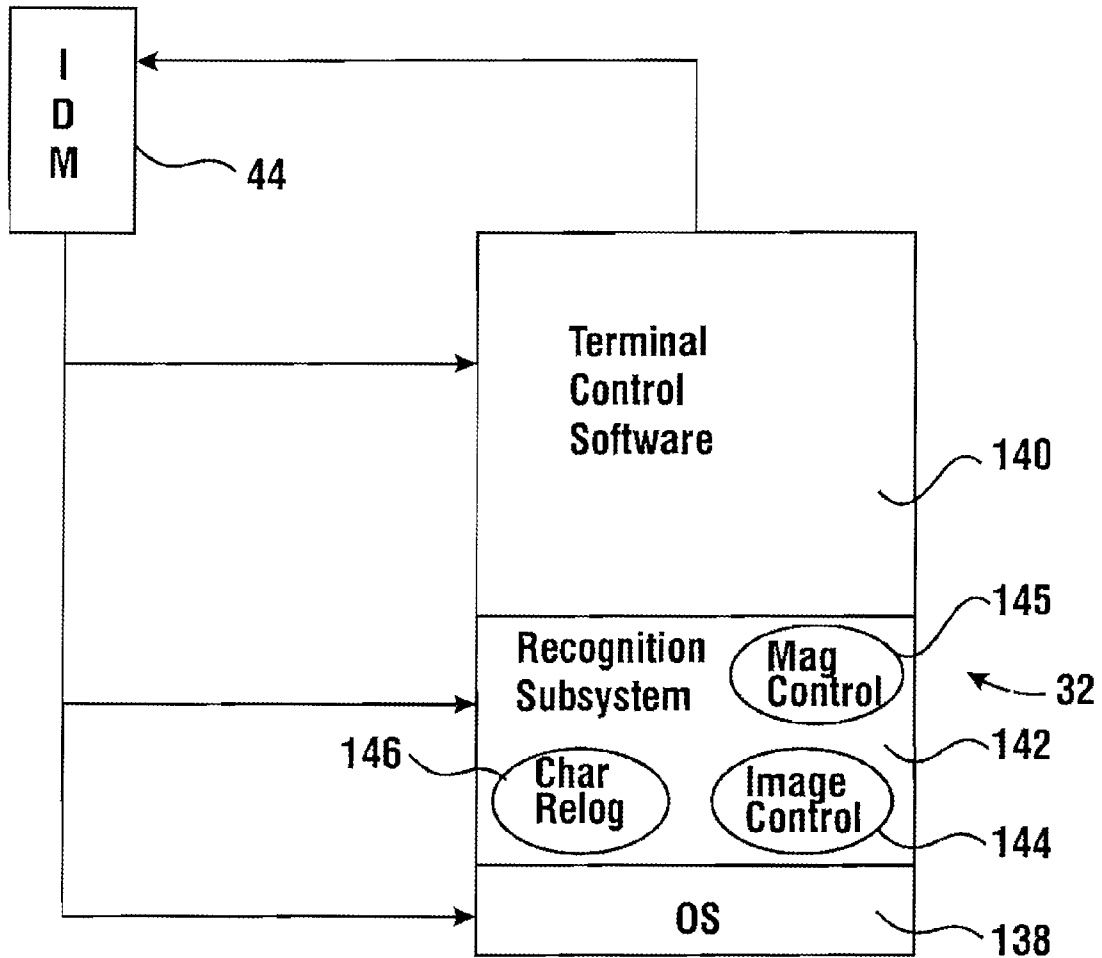 I
D
M
44
Terminal
Control
Software
140
145
Recognition
Subsystem
Mag
Control
32
142
146
Char
Relog
Image
Control
144
OS
138